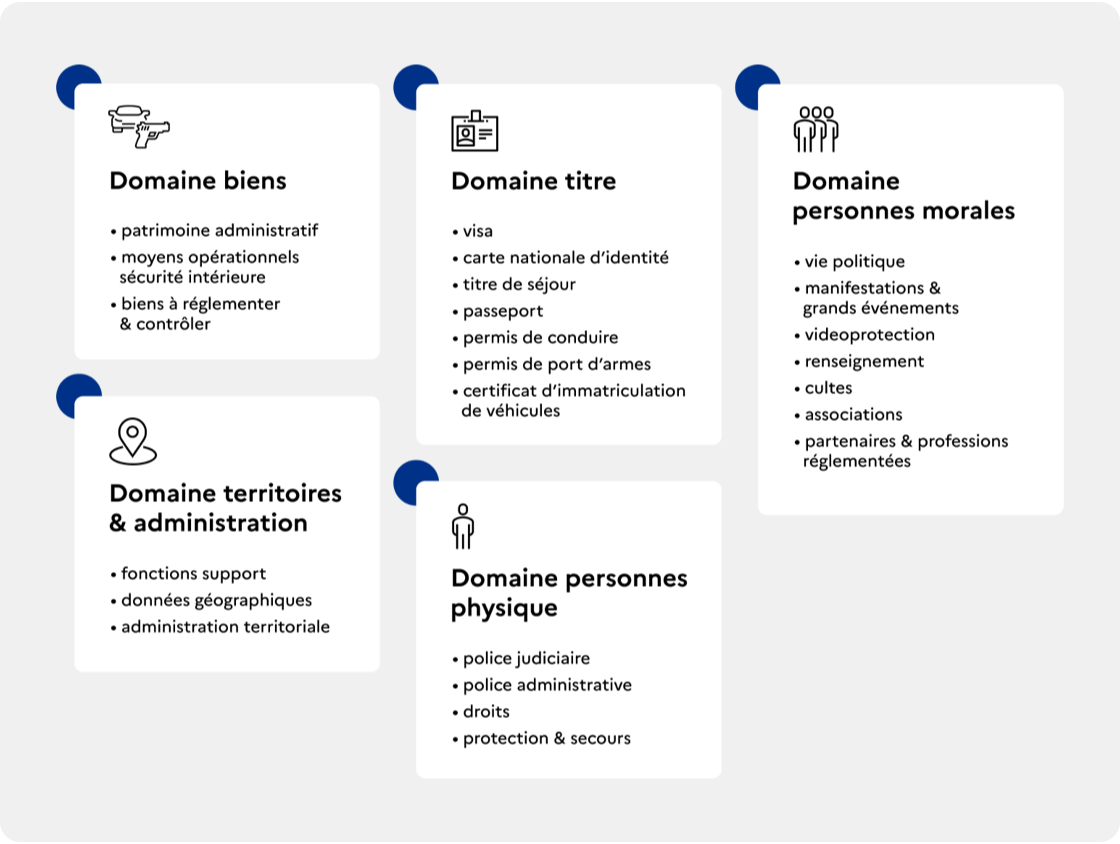 Domaine biens
• patrimoine administratif
• moyens opérationnels
sécurité intérieure
• biens à réglementer
& contrôler
Domaine territoires
& administration
• fonctions support
• données géographiques
• administration territoriale
Domaine titre
• visa
• carte nationale d’identité
• titre de séjour
• passeport
• permis de conduire
• permis de port d’armes
• certificat d’immatriculation
de véhicules
Domaine personnes
physique
• police judiciaire
• police administrative
• droits
• protection & secours
Domaine
personnes morales
• vie politique
• manifestations &
grands événements
• videoprotection
• renseignement
• cultes
• associations
• partenaires & professions
réglementées